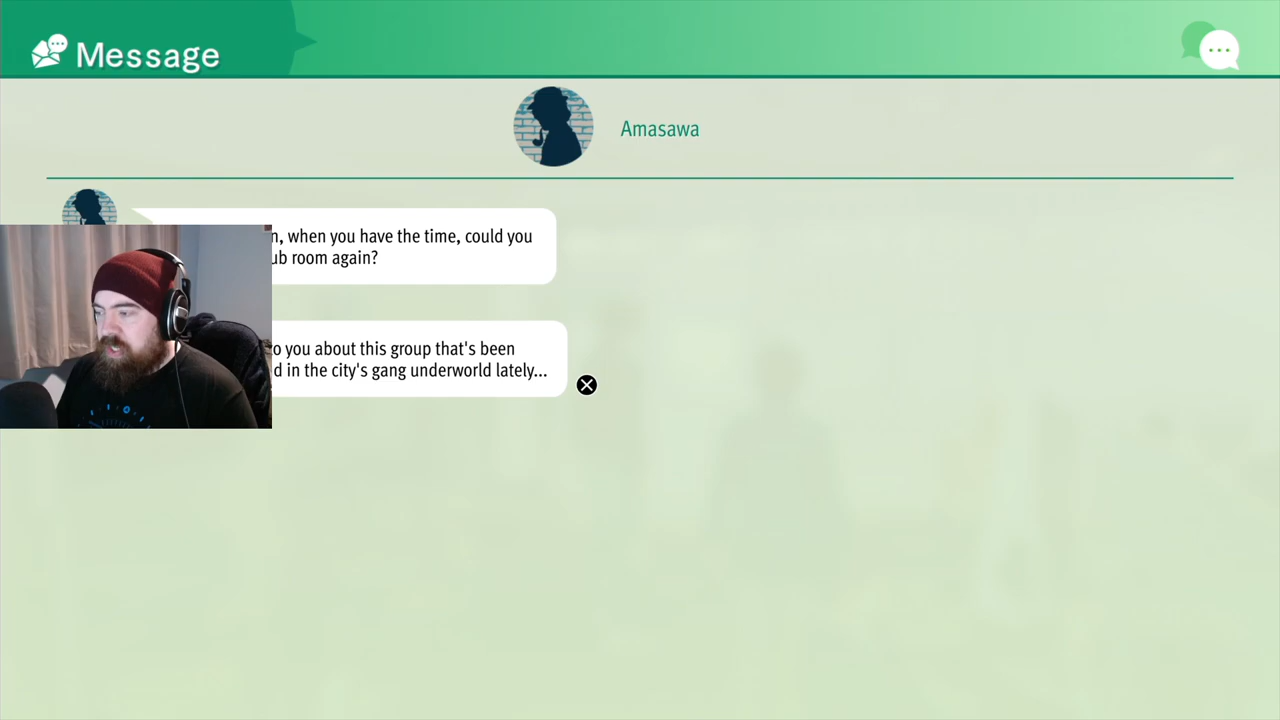 Message
Amasawa
, when you have the time, could you
room again?
you about this group that's been
in the city's gang underworld lately...